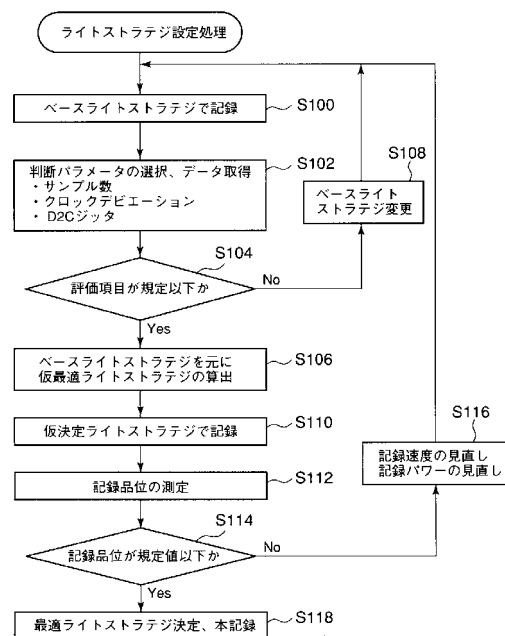 ライトストラテジ設定処理
ベースライトストラテジで記録
S100
判断パラメータの選択、データ取得
・サンプル数
・クロックデビエーション
・D2Cジッタ
S102
S108
ベースライト
ストラテジ変更
S104
評価項目が規定以下か
No
Yes
ベースライトストラテジを元に
仮最適ライトストラテジの算出
S106
仮決定ライトストラテジで記録
S110
S116
記録速度の見直し
記録パワーの見直し
記録品位の測定
S112
S114
記録品位が規定値以下か
No
Yes
最適ライトストラテジ決定、本記録
S118